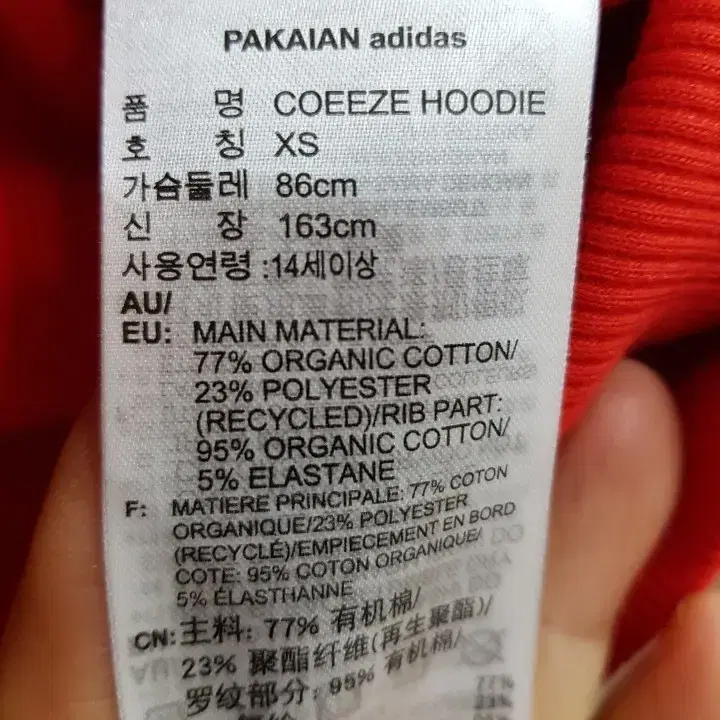 PAKAIAN adidas
품 명 COEEZE HOODIE
호 칭 XS
가슴둘레 86cm
신 장 163cm
사용연령 :14세이상
AU/
EU: MAIN MATERIAL:
77% ORGANIC COTTON/
23% POLYESTER
(RECYCLED)/RIB PART:
95% ORGANIC COTTON/
5% ELASTANE
F: MATIERE PRINCIPALE: 77% COTON
ORGANIQUE/23% POLYESTER
(RECYCLÉ)/EMPIECEMENT EN BORD
COTE: 95% COTON ORGANIQUE/
5% ÉLASTHANNE
CN: 主料: 77% 有机棉/
23% 聚酯纤维(再生聚酯)/
罗纹部分: 95% 有机棉/